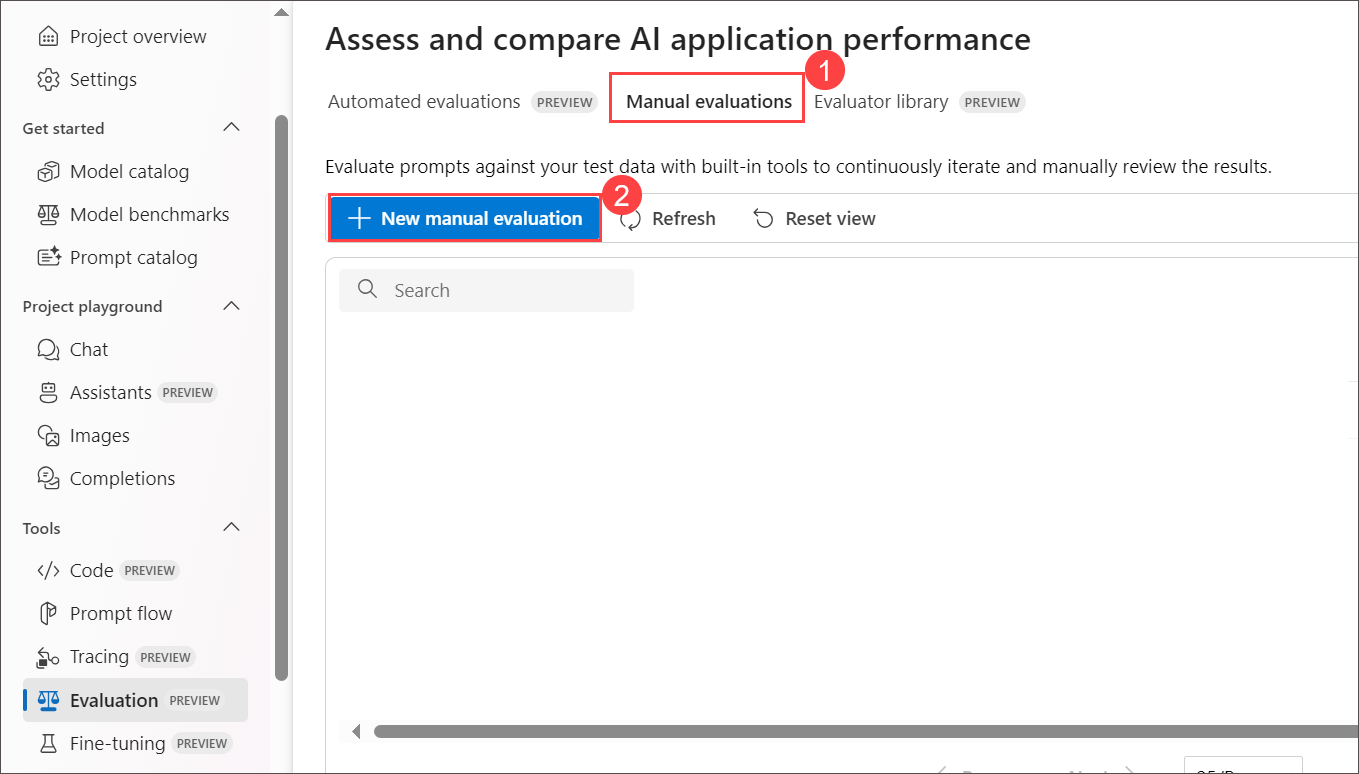 Project overview
Settings
Get started
Model catalog
Model benchmarks
Prompt catalog
Project playground
Chat
Assistants PREVIEW
Images
Completions
Tools
Code PREVIEW
Prompt flow
Tracing PREVIEW
Evaluation PREVIEW
Fine-tuning PREVIEW
Assess and compare AI application performance
1
Automated evaluations PREVIEW Manual evaluations Evaluator library PREVIEW
Evaluate prompts against your test data with built-in tools to continuously iterate and manually review the results.
2
New manual evaluation Refresh Reset view
Search